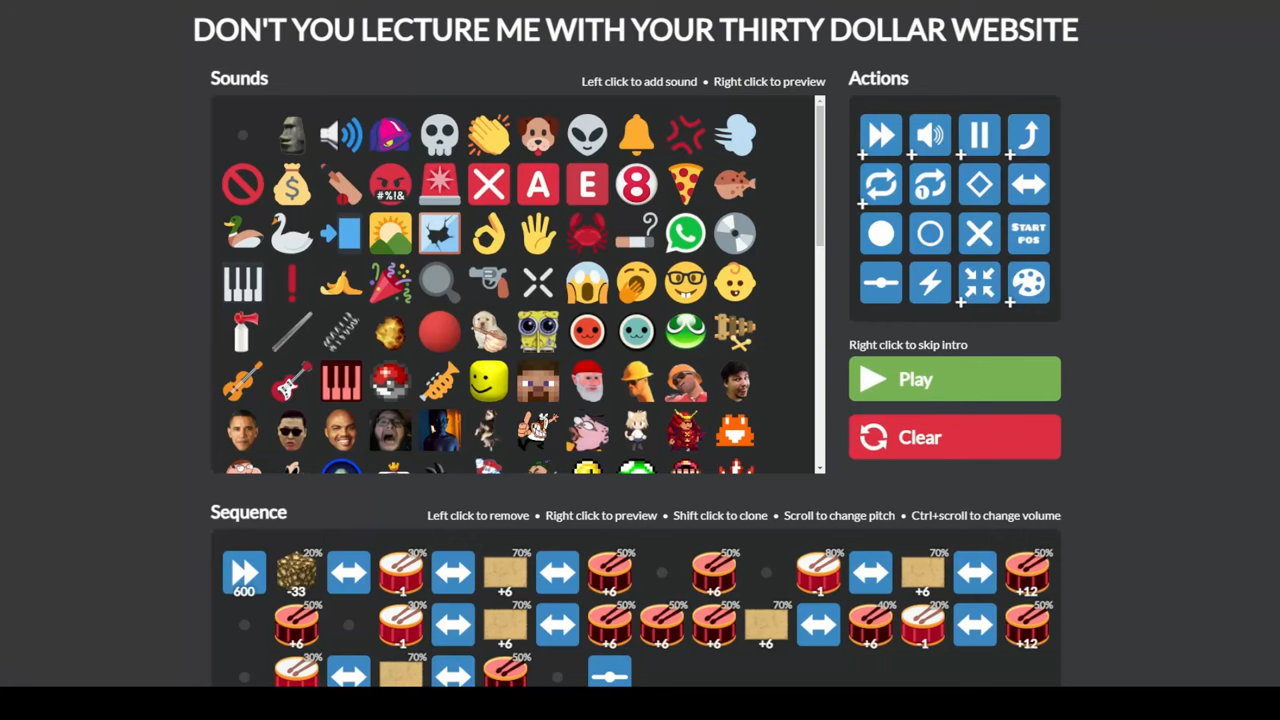 DON'T YOU LECTURE ME WITH YOUR THIRTY DOLLAR WEBSITE
Sounds
Left click to add sound • Right click to preview
Actions
#%!&
A E 8
1
START POS
Right click to skip intro
Play
Clear
Sequence
Left click to remove • Right click to preview • Shift click to clone • Scroll to change pitch • Ctrl+scroll to change volume
20% 30% 70% 50% 50% 80% 70% 50%
600 -33 -1 +6 +6 +6 -1 +6 +12
50% 30% 70% 50% 50% 50% 70% 40% 20% 50%
+6 -1 +6 +6 +6 +6 +6 +6 -1 +12
30% 70% 50%